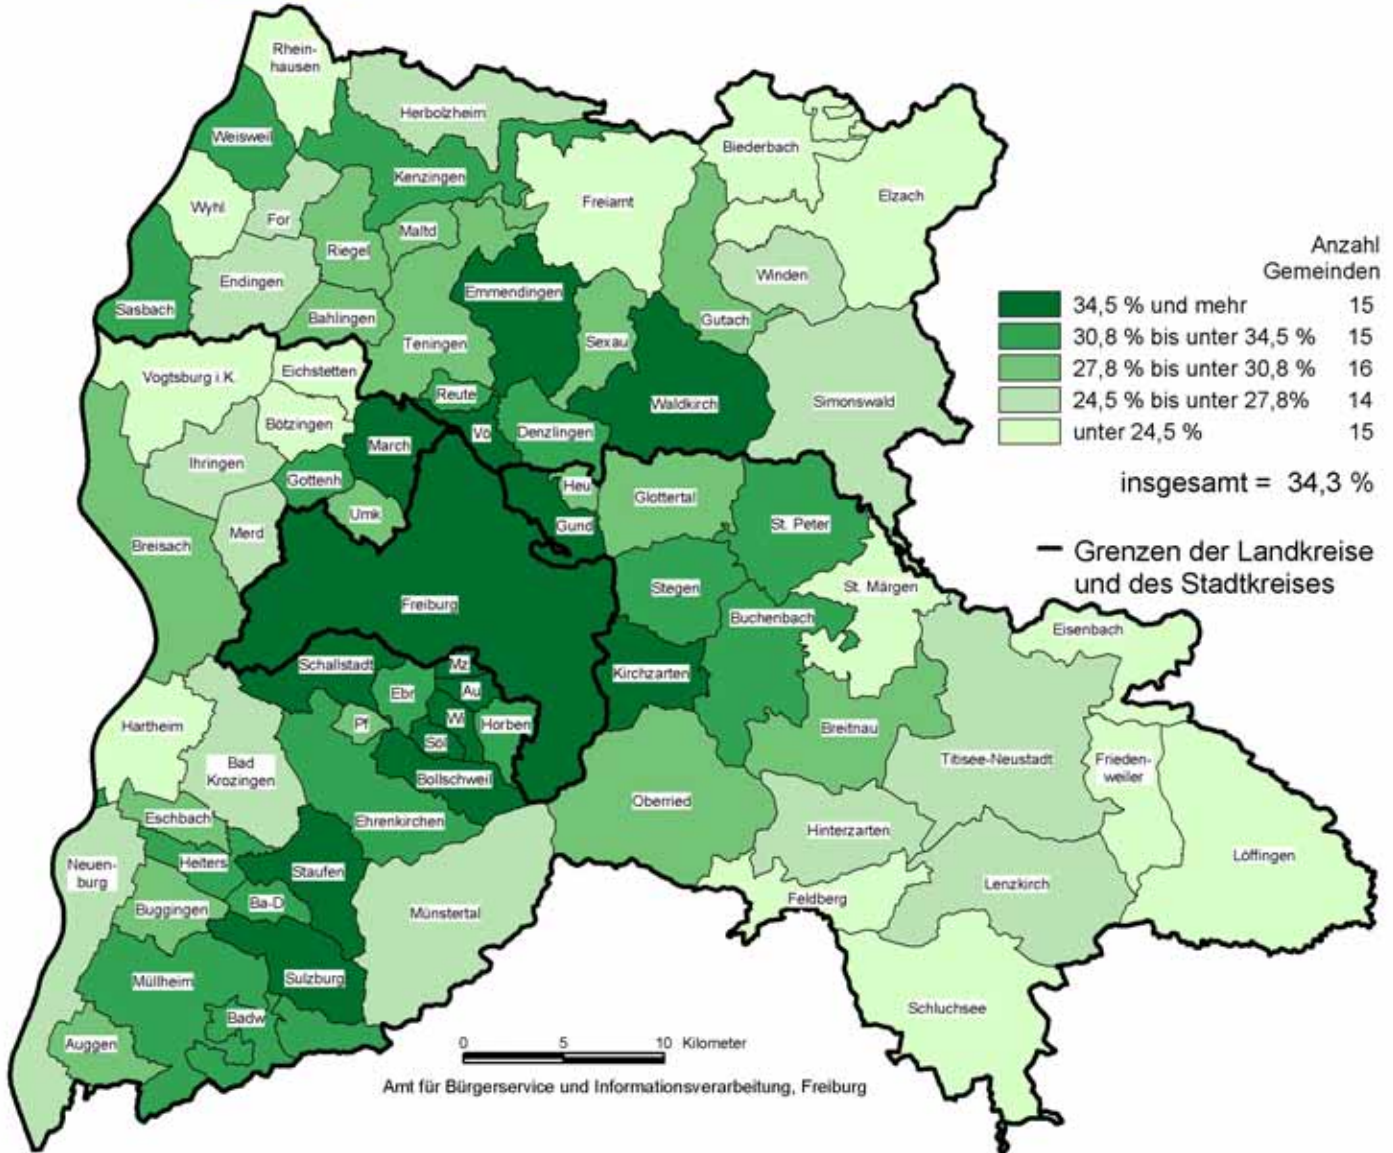 Rhein-
hausen
Herbolzheim
Weisweil
Biederbach
Kenzingen
Elzach
Freiamt
Wyhl
For
Maltd
Riegel
Winden
Endingen
Emmendingen
Sasbach
Bahlingen
Gutach
Teningen
Sexau
Eichstetten
Vogtsburg i.K.
Reute
Waldkirch
Simonswald
Bötzingen
Vö
Denzlingen
March
Ihringen
Gottenh
Heu
Glottertal
Umk
Gund
St. Peter
Merd
Breisach
Stegen
St. Märgen
Freiburg
Buchenbach
Eisenbach
Schallstadt
Mz
Kirchzarten
Ebr
Au
Wi
Horben
Pf
Söl
Hartheim
Breitnau
Bad
Krozingen
Bollschweil
Titisee-Neustadt
Frieden-
weiler
Oberried
Eschbach
Ehrenkirchen
Hinterzarten
Heiters
Löffingen
Neuen-
burg
Staufen
Lenzkirch
Ba-D
Feldberg
Buggingen
Münstertal
Müllheim
Sulzburg
Schluchsee
Badw
Auggen
Anzahl
Gemeinden
34,5 % und mehr 15
30,8 % bis unter 34,5 % 15
27,8 % bis unter 30,8 % 16
24,5 % bis unter 27,8% 14
unter 24,5 % 15
insgesamt = 34,3 %
Grenzen der Landkreise
und des Stadtkreises
0 5 10 Kilometer
Amt für Bürgerservice und Informationsverarbeitung, Freiburg